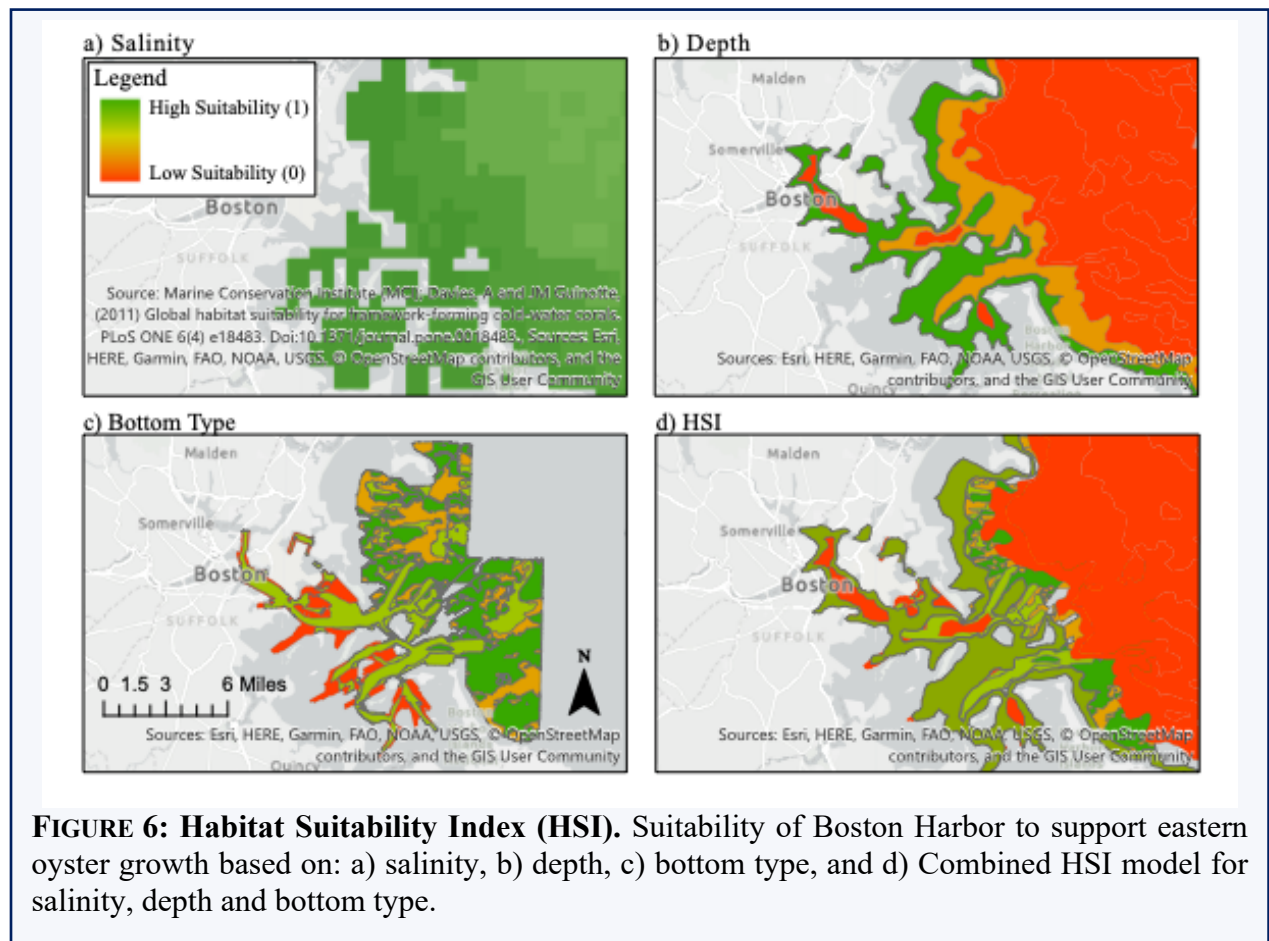 a) Salinity
Legend
High Suitability (1)
Low Suitability (0)
Boston
SUFFOLK
Source: Marine Conservation Institute (MCI); Davies, A and JM Guinotte,
(2011) Global habitat suitability for framework-forming cold-water corals.
PLoS ONE 6(4) e18483. Doi:10.1371/journal.pone.0018483., Sources: Esri,
HERE, Garmin, FAO, NOAA, USGS, © OpenStreetMap contributors, and the
GIS User Community
b) Depth
Malden
Somerville
Boston
SUFFOLK
Boston
Sources: Esri, HERE, Garmin, FAO, NOAA, USGS, © OpenStreetMap
contributors, and the GIS User Community
Quincy
c) Bottom Type
Malden
Somerville
Boston
SUFFOLK
N
0 1.5 3 6 Miles
Sources: Esri, HERE, Garmin, FAO, NOAA, USGS, © OpenStreetMap
contributors, and the GIS User Community
Quincy
d) HSI
Malden
Somerville
Boston
SUFFOLK
Sources: Esri, HERE, Garmin, FAO, NOAA, USGS, © OpenStreetMap
contributors, and the GIS User Community
FIGURE 6: Habitat Suitability Index (HSI). Suitability of Boston Harbor to support eastern
oyster growth based on: a) salinity, b) depth, c) bottom type, and d) Combined HSI model for
salinity, depth and bottom type.